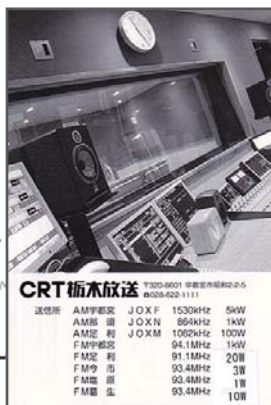 CRT栃木放送 〒320-8601 宇都宮市昭和2-2-5
☎028-622-1111
送信所 AM宇都宮 JOXF 1530kHz 5kW
AM那須 JOXN 864kHz 1kW
AM足利 JOXM 1062kHz 100W
FM宇都宮 94.1MHz 1kW
FM足利 91.1MHz 20W
FM今市 93.4MHz 3W
FM塩原 93.4MHz 1W
FM葛生 93.4MHz 10W